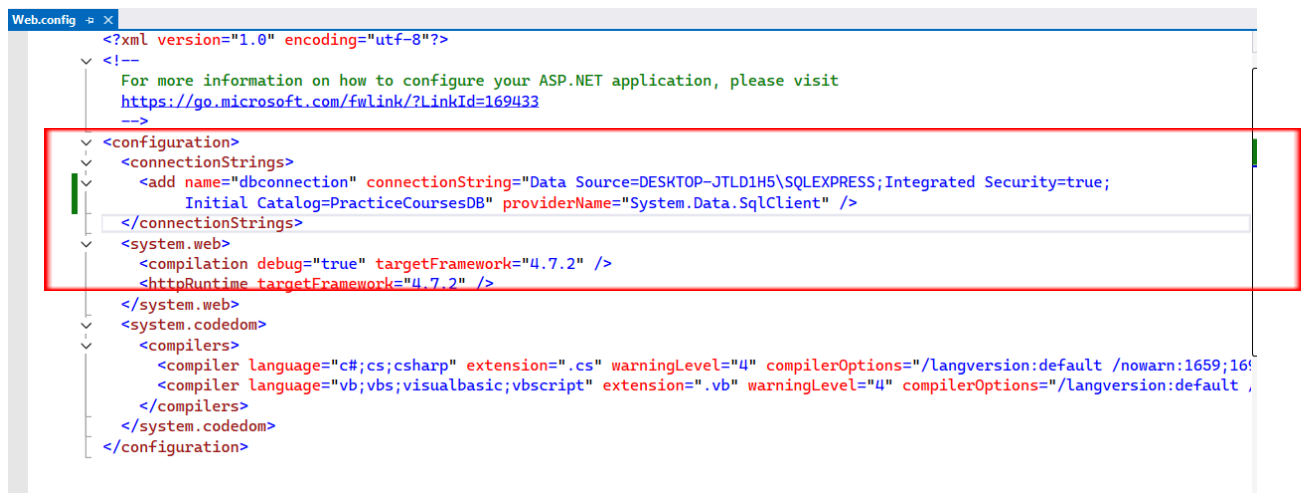 Web.config
<?xml version="1.0" encoding="utf-8"?>
<!--
For more information on how to configure your ASP.NET application, please visit
https://go.microsoft.com/fwlink/?LinkId=169433
-->
<configuration>
<connectionStrings>
<add name="dbconnection" connectionString="Data Source=DESKTOP-JTLD1H5\SQLEXPRESS;Integrated Security=true;
Initial Catalog=PracticeCoursesDB" providerName="System.Data.SqlClient" />
</connectionStrings>
<system.web>
<compilation debug="true" targetFramework="4.7.2" />
<httpRuntime targetFramework="4.7.2" />
</system.web>
<system.codedom>
<compilers>
<compiler language="c#;cs;csharp" extension=".cs" warningLevel="4" compilerOptions="/langversion:default /nowarn:1659;169
<compiler language="vb;vbs;visualbasic;vbscript" extension=".vb" warningLevel="4" compilerOptions="/langversion:default /
</compilers>
</system.codedom>
</configuration>